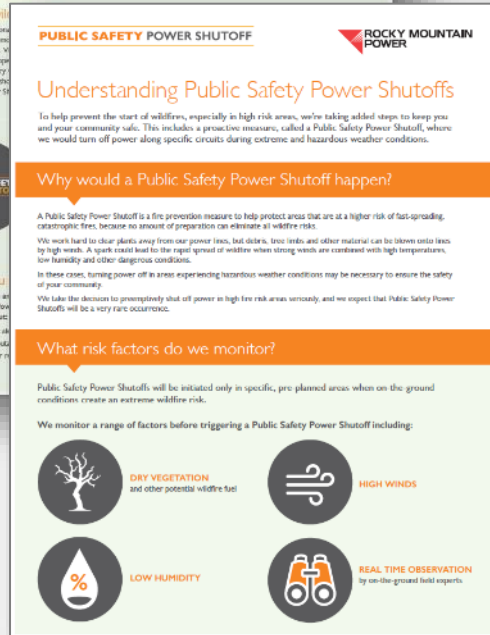 PUBLIC SAFETY POWER SHUTOFF
ROCKY MOUNTAIN
POWER
Understanding Public Safety Power Shutoffs
To help prevent the start of wildfires, especially in high risk areas, we're taking added steps to keep you
and your community safe. This includes a proactive measure, called a Public Safety Power Shutoff, where
we would turn off power along specific circuits during extreme and hazardous weather conditions.
Why would a Public Safety Power Shutoff happen?
A Public Safety Power Shutoff is a fire prevention measure to help protect areas that are at a higher risk of fast-spreading,
catastrophic fires, because no amount of preparation can eliminate all wildfire risks.
We work hard to clear plants away from our power lines, but debris, tree limbs and other material can be blown onto lines
by high winds. A spark could lead to the rapid spread of wildfire when strong winds are combined with high temperatures,
low humidity and other dangerous conditions.
In these cases, turning power off in areas experiencing hazardous weather conditions may be necessary to ensure the safety
of your community.
We take the decision to preemptively shut off power in high fire risk areas seriously, and we expect that Public Safety Power
Shutoffs will be a very rare occurrence.
What risk factors do we monitor?
Public Safety Power Shutoffs will be initiated only in specific, pre-planned areas when on-the-ground
conditions create an extreme wildfire risk.
We monitor a range of factors before triggering a Public Safety Power Shutoff including:
DRY VEGETATION
and other potential wildfire fuel
HIGH WINDS
%
LOW HUMIDITY
REAL TIME OBSERVATION
by on-the-ground field experts